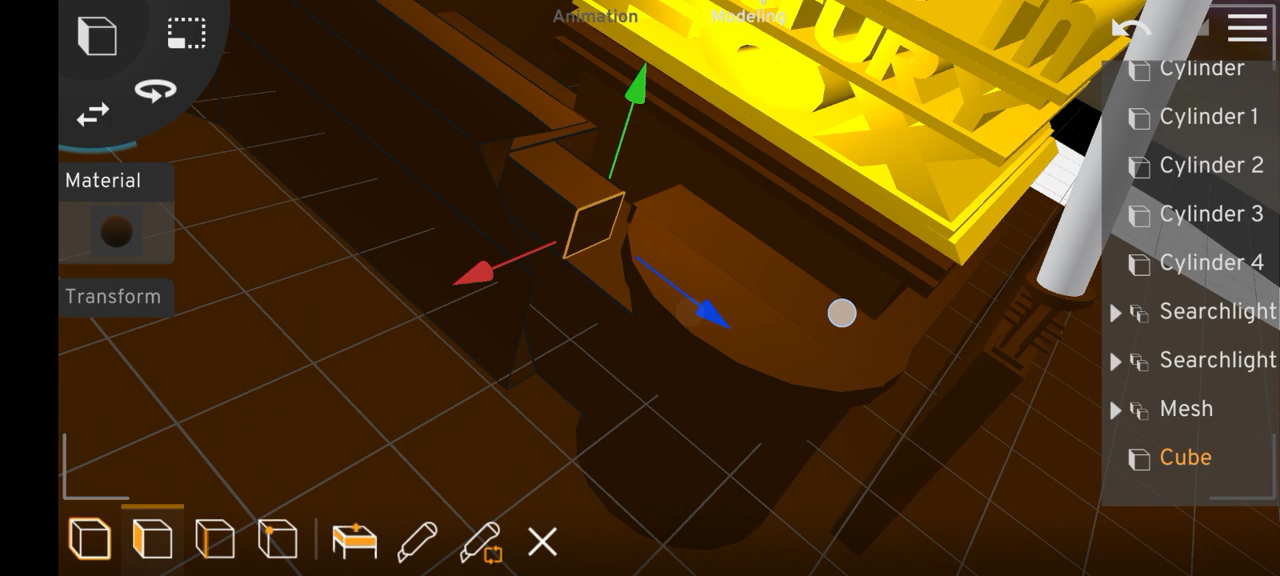 Animation
Modeling
Material
Transform
Cylinder
Cylinder 1
Cylinder 2
Cylinder 3
Cylinder 4
Searchlight
Searchlight
Mesh
Cube